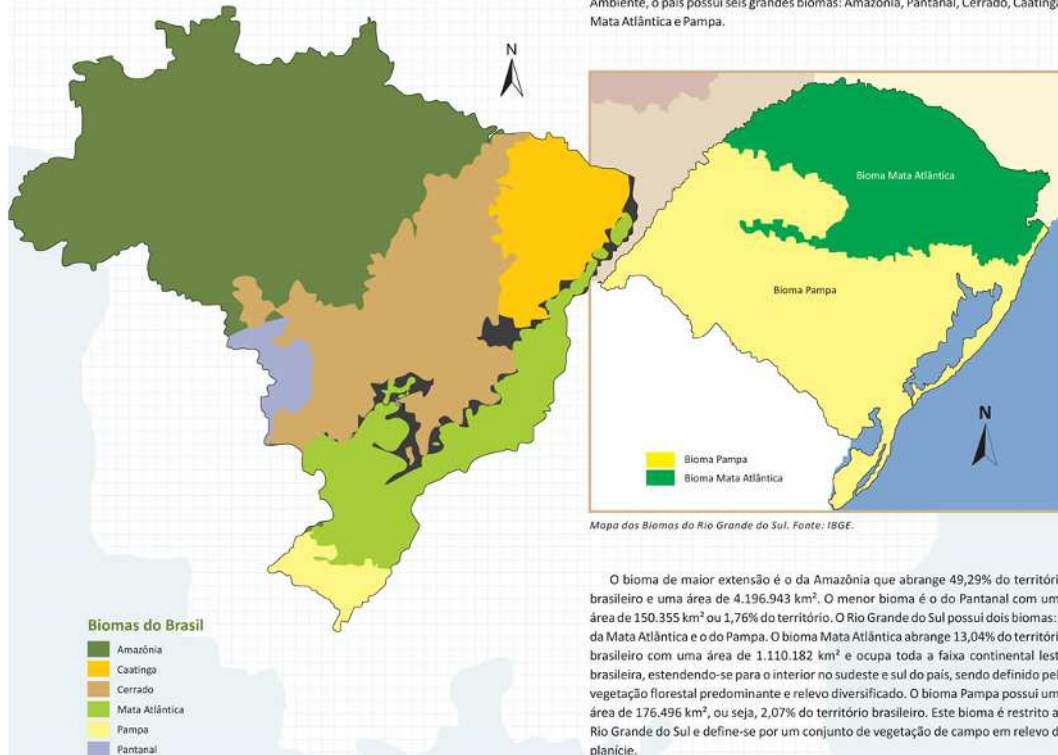 Ambiente, o país possui seis grandes biomas: Amazônia, Pantanal, Cerrado, Caatinga
Mata Atlântica e Pampa.
N
Bioma Mata Atlântica
Bioma Pampa
N
Bioma Pampa
Bioma Mata Atlântica
Mapa dos Biomas do Rio Grande do Sul. Fonte: IBGE.
O bioma de maior extensão é o da Amazônia que abrange 49,29% do territóri
brasileiro e uma área de 4.196.943 km². O menor bioma é o do Pantanal com um
área de 150.355 km² ou 1,76% do território. O Rio Grande do Sul possui dois biomas:
da Mata Atlântica e o do Pampa. O bioma Mata Atlântica abrange 13,04% do territóri
brasileiro com uma área de 1.110.182 km² e ocupa toda a faixa continental lest
brasileira, estendendo-se para o interior no sudeste e sul do país, sendo definido pel
vegetação florestal predominante e relevo diversificado. O bioma Pampa possui um
área de 176.496 km², ou seja, 2,07% do território brasileiro. Este bioma é restrito a
Rio Grande do Sul e define-se por um conjunto de vegetação de campo em relevo d
planície.
Biomas do Brasil
Amazônia
Caatinga
Cerrado
Mata Atlântica
Pampa
Pantanal